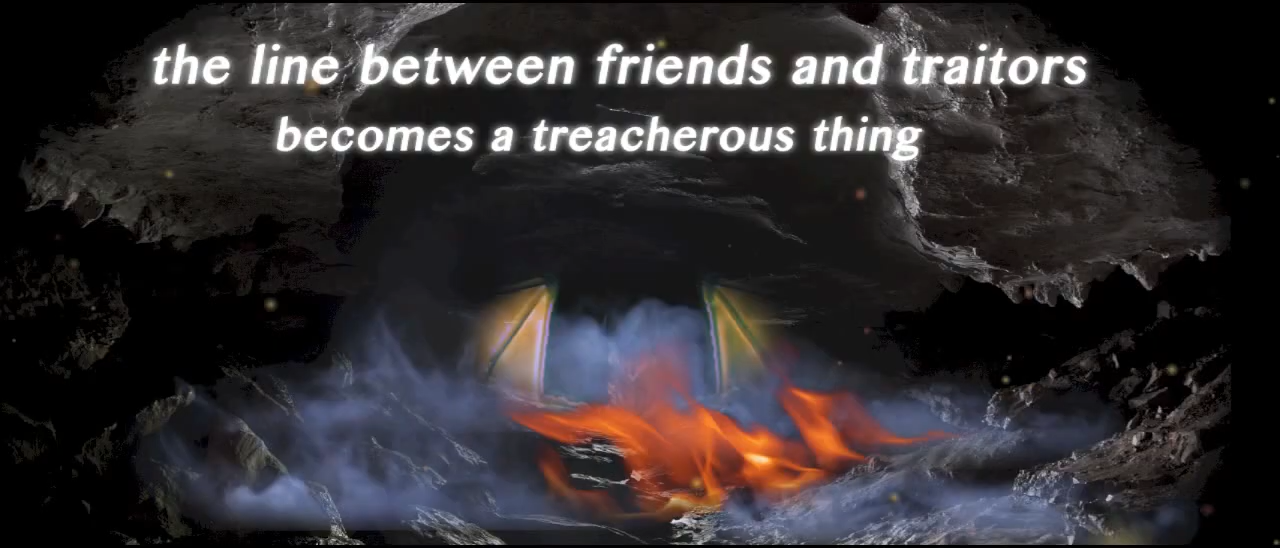 the line between friends and traitors
becomes a treacherous thing